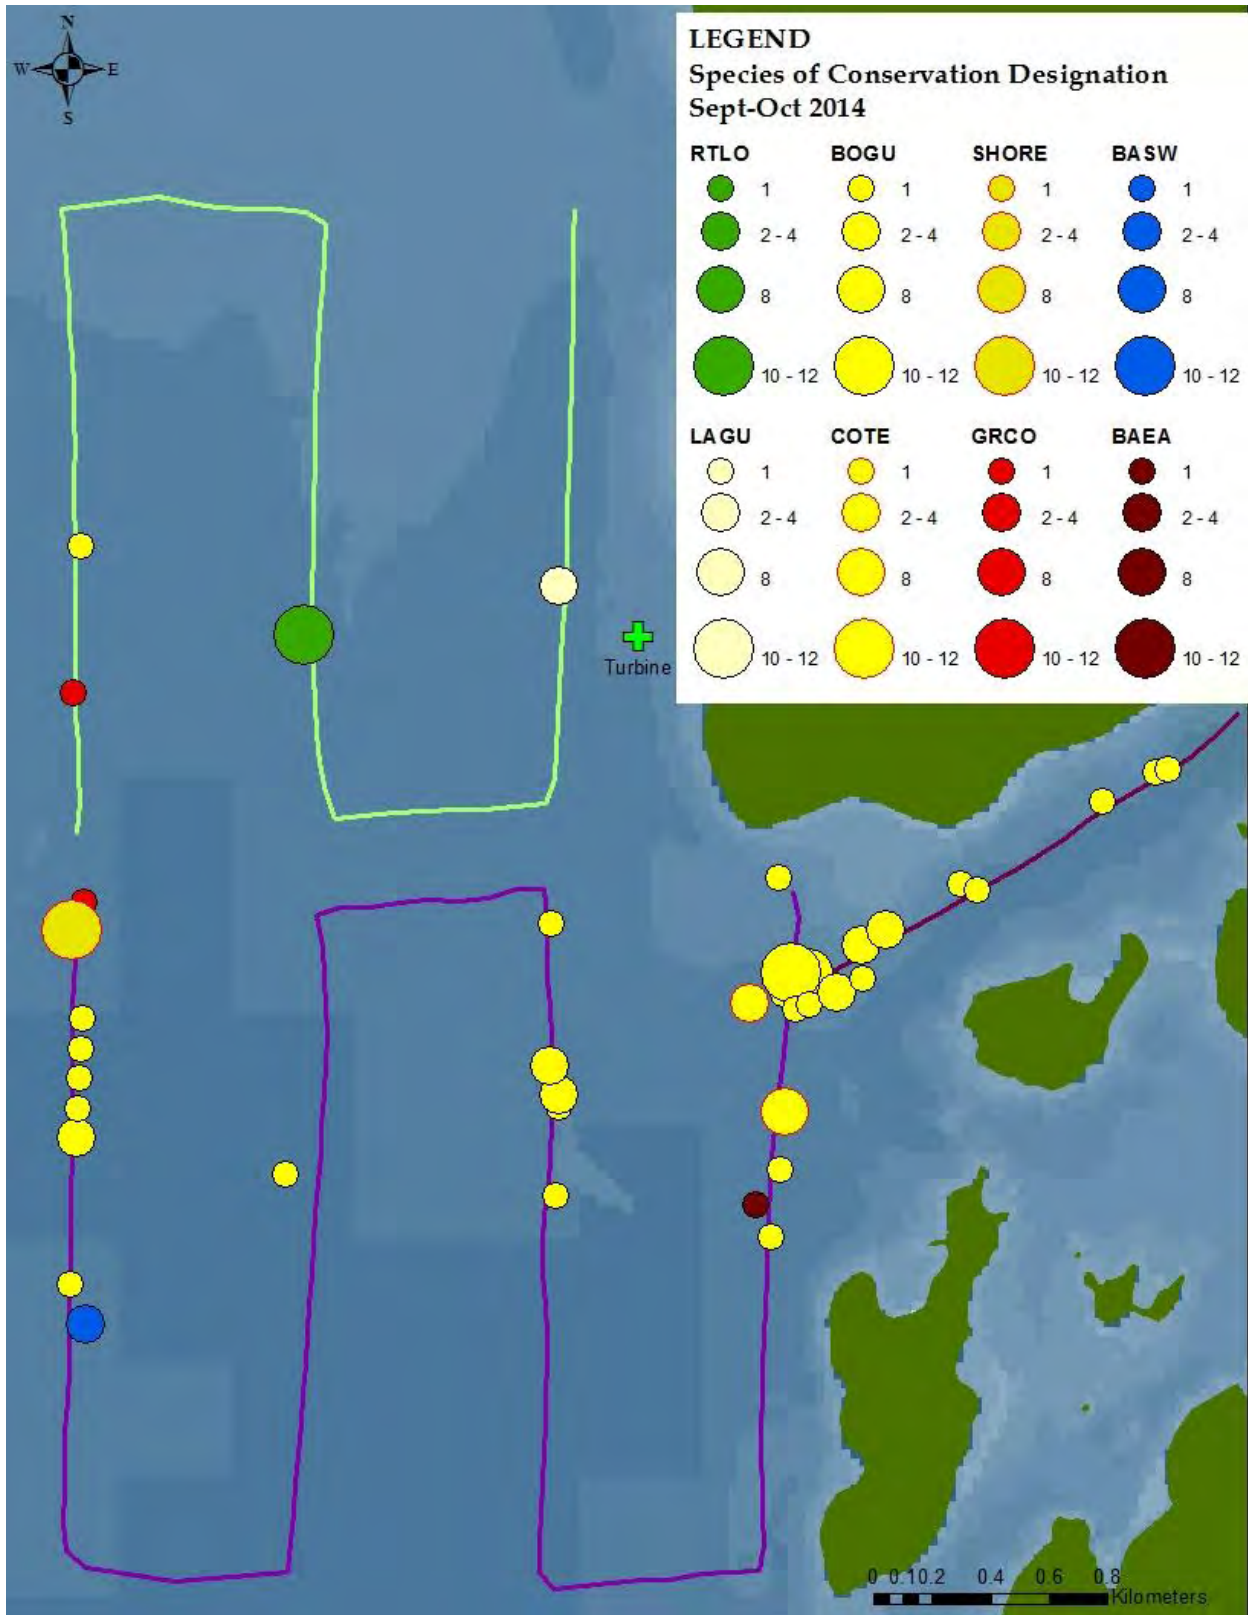 N
W E
S
LEGEND
Species of Conservation Designation
Sept-Oct 2014
RTLO BOGU SHORE BASW
1 1 1 1
2 - 4 2 - 4 2 - 4 2 - 4
8 8 8 8
10 - 12 10 - 12 10 - 12 10 - 12
LAGU COTE GRCO BAEA
1 1 1 1
2 - 4 2 - 4 2 - 4 2 - 4
8 8 8 8
10 - 12 10 - 12 10 - 12 10 - 12
Turbine
0 0.10.2 0.4 0.6 0.8
Kilometers